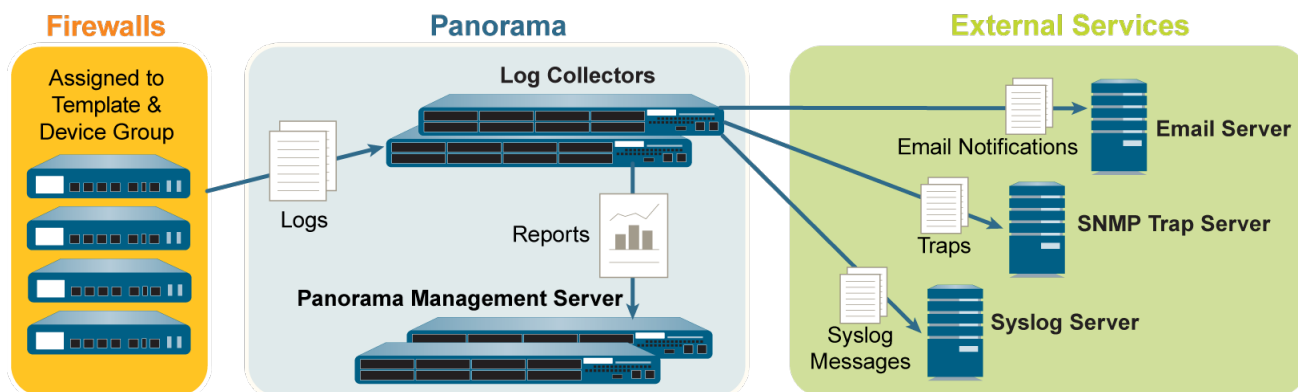 Firewalls
Assigned to
Template &
Device Group
Panorama
Log Collectors
Logs
Reports
Panorama Management Server
External Services
Email Notifications
Email Server
Traps
SNMP Trap Server
Syslog
Messages
Syslog Server